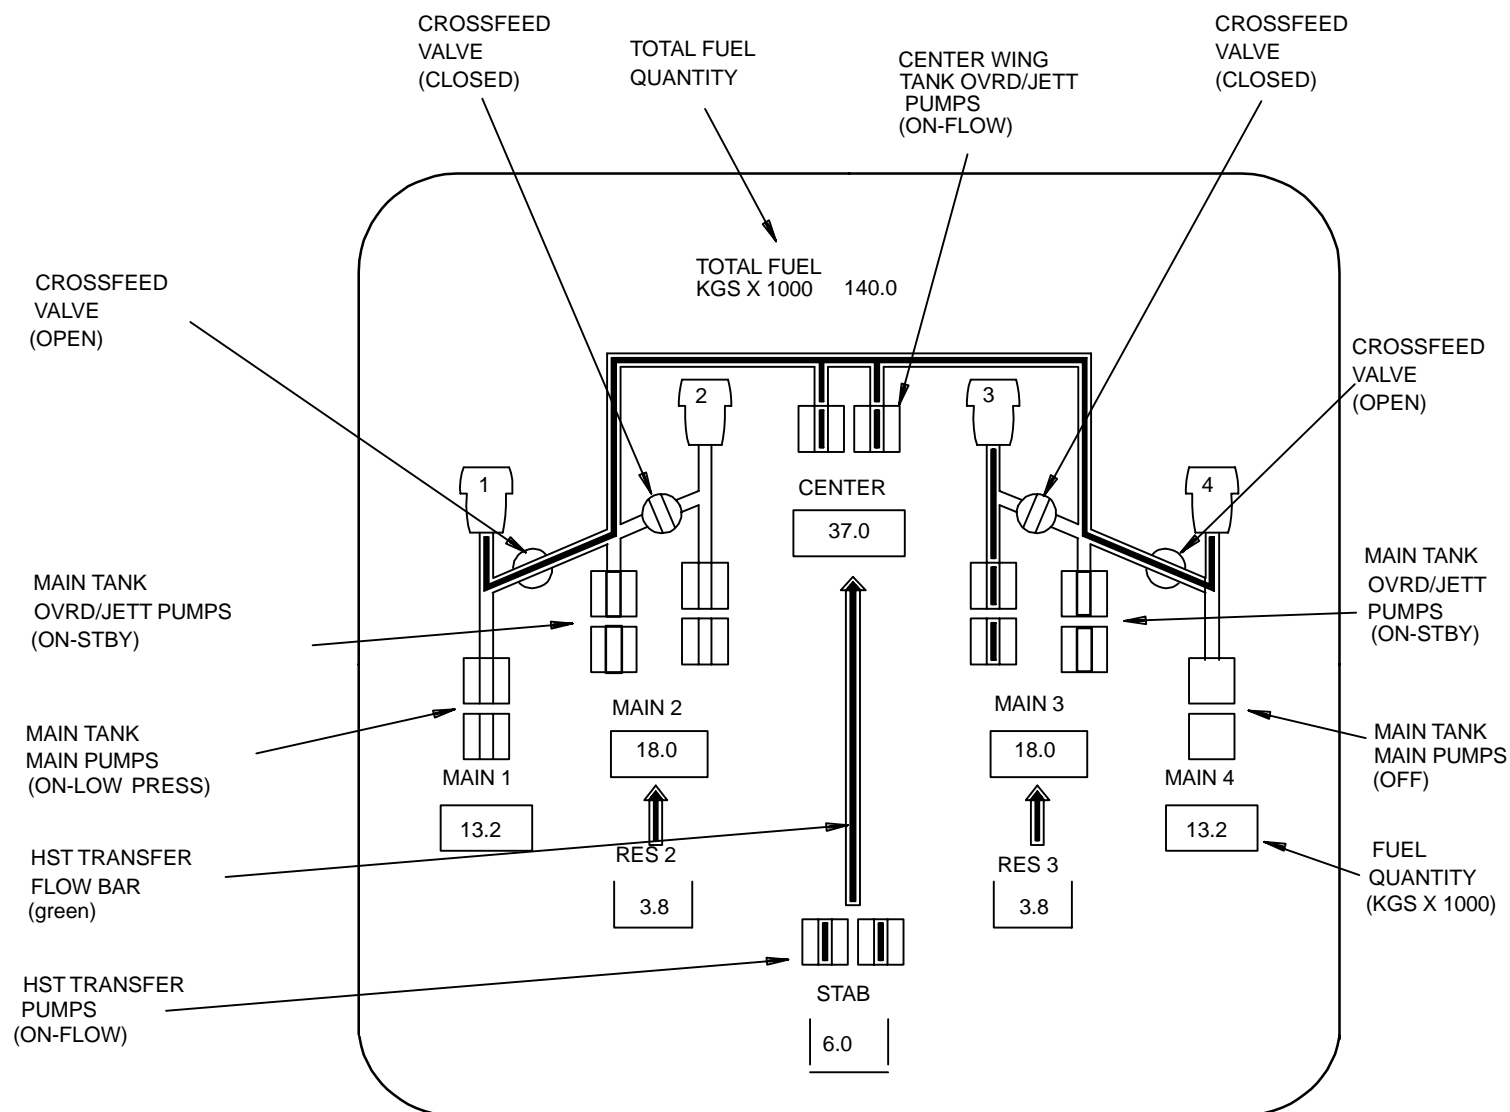 CROSSFEED
VALVE
(CLOSED)
TOTAL FUEL
QUANTITY
CENTER WING
TANK OVRD/JETT
PUMPS
(ON-FLOW)
CROSSFEED
VALVE
(CLOSED)
CROSSFEED
VALVE
(OPEN)
TOTAL FUEL
KGS X 1000 140.0
CROSSFEED
VALVE
(OPEN)
2
3
1
4
CENTER
37.0
MAIN TANK
OVRD/JETT PUMPS
(ON-STBY)
MAIN TANK
OVRD/JETT
PUMPS
(ON-STBY)
MAIN 2
18.0
MAIN 3
18.0
MAIN TANK
MAIN PUMPS
(ON-LOW PRESS)
MAIN 1
13.2
MAIN 4
13.2
MAIN TANK
MAIN PUMPS
(OFF)
HST TRANSFER
FLOW BAR
(green)
RES 2
3.8
RES 3
3.8
FUEL
QUANTITY
(KGS X 1000)
HST TRANSFER
PUMPS
(ON-FLOW)
STAB
6.0